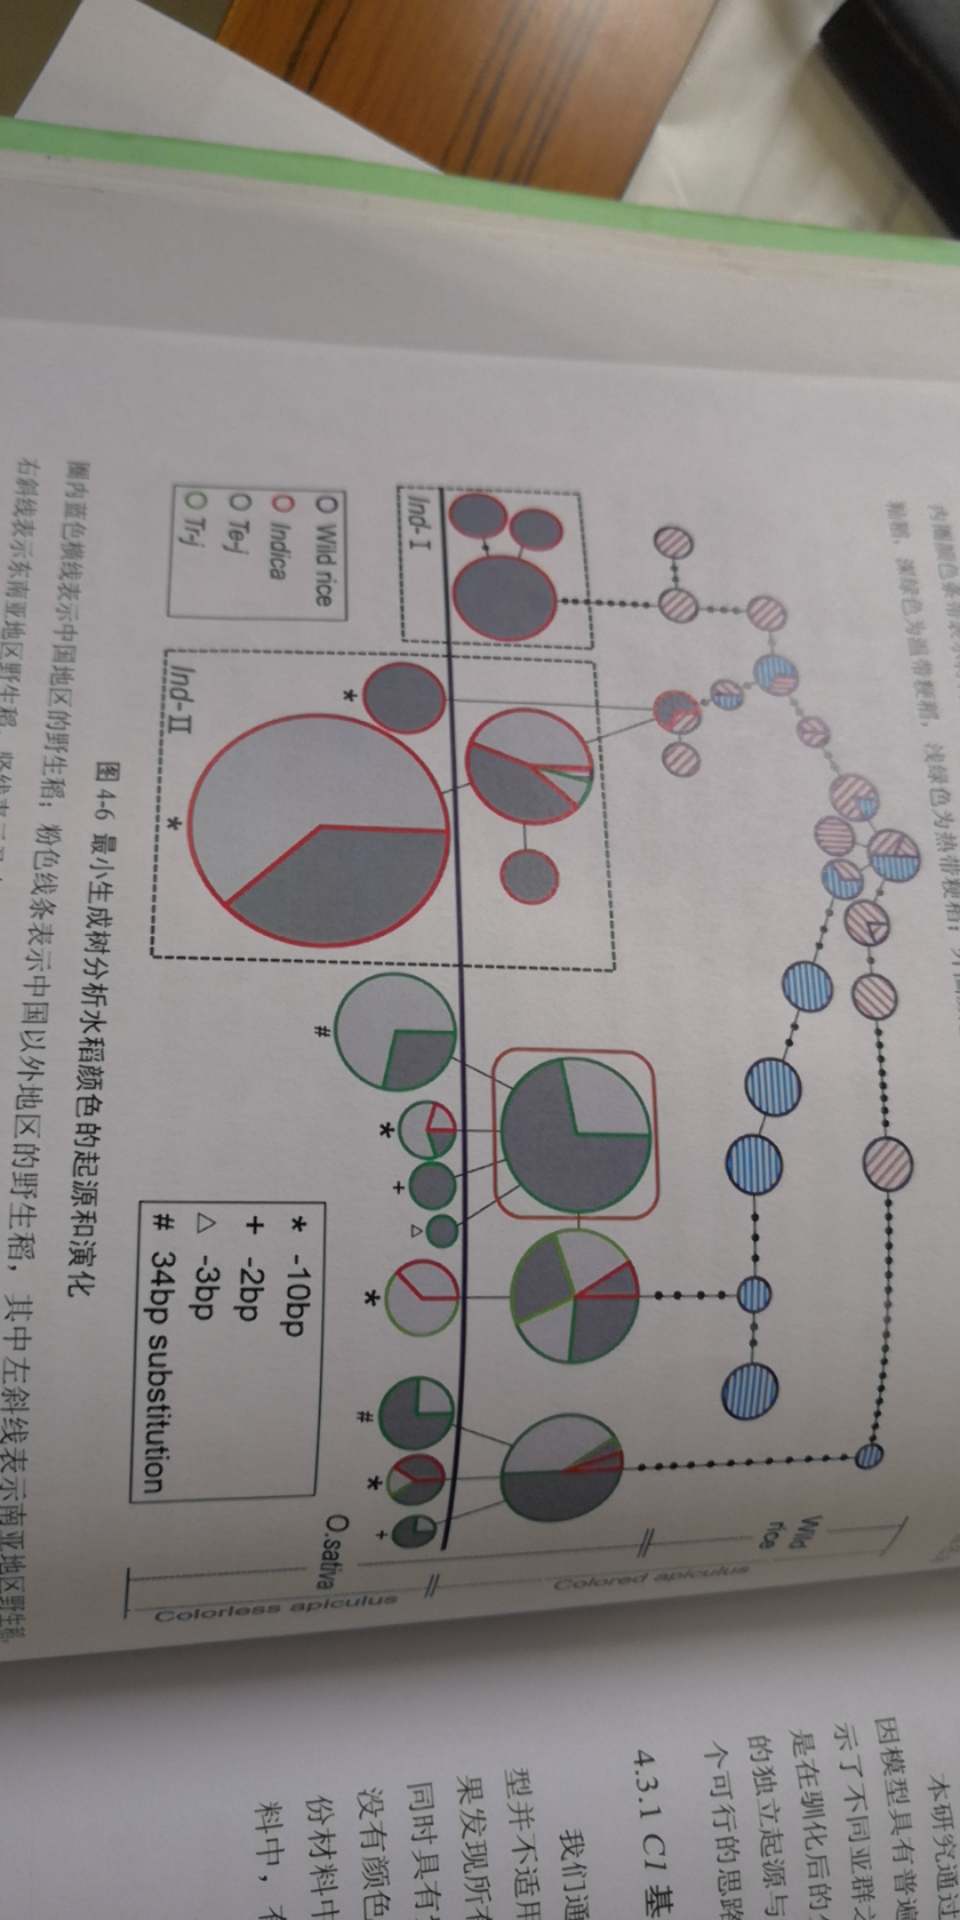 Wild
rice
Colored apiculus
O.sativa
Colorless apiculus
Ind- I
Ind-II
Wild rice
Indica
Te-j
Tr-j
*
*
#
*
+
△
*
#
*
+
* -10bp
+ -2bp
△ -3bp
# 34bp substitution
图 4-6 最小生成树分析水稻颜色的起源和演化
圈内蓝色横线表示中国地区的野生稻；粉色线条表示中国以外地区的野生稻，其中左斜线表示南亚地区野生稻，
右斜线表示东南亚地区野生稻
粳稻，深绿色为温带粳稻，浅绿色为热带粳稻；
本研究通过
因模型具有普遍
示了不同亚群之
是在驯化后的
的独立起源与
个可行的思路
4.3.1 C1 基
我们通
型并不适用
果发现所有
同时具有
没有颜色
份材料中
料中，有